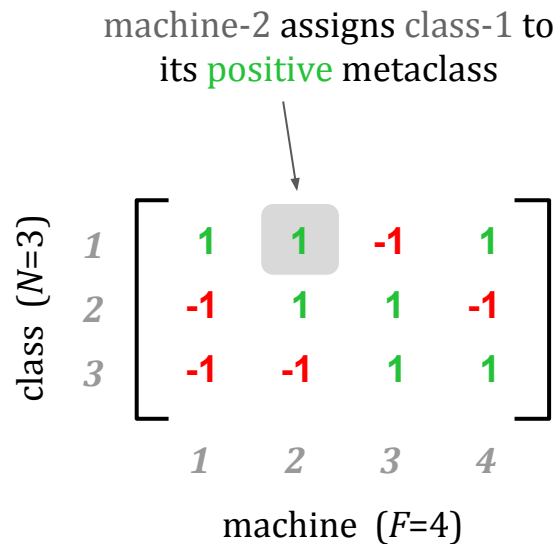 machine-2 assigns class-1 to
its positive metaclass
class (N=3)
1 1 1 -1 1
2 -1 1 1 -1
3 -1 -1 1 1
1 2 3 4
machine (F=4)